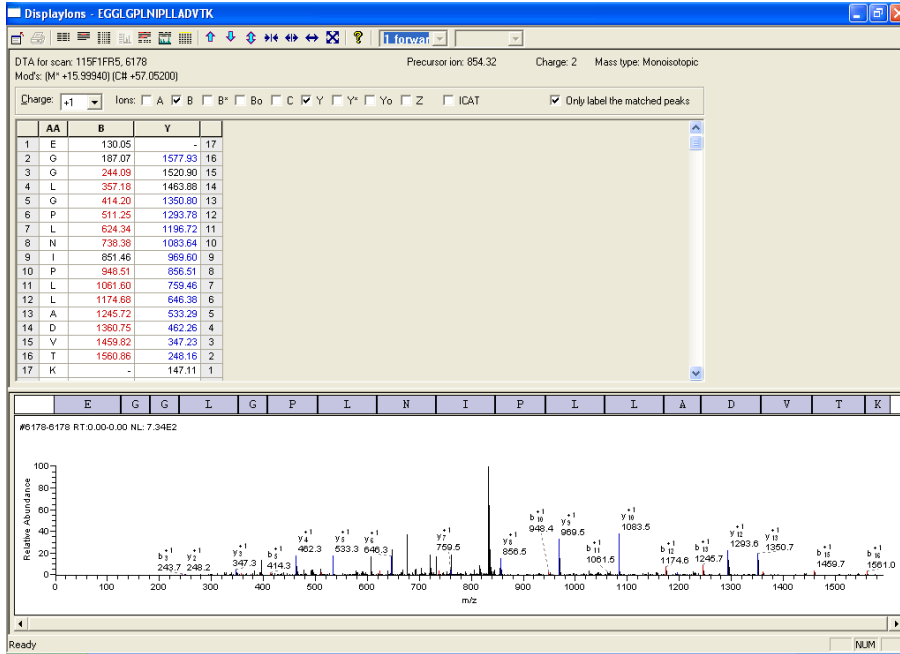 DisplayIons - EGGLGPLNIPLLADVTK
1 forwar
DTA for scan: 115F1FR5, 6178 Precursor ion: 854.32 Charge: 2 Mass type: Monoisotopic
Mod's: (M* +15.99940) (C# +57.05200)
Charge: +1 Ions: A B B* Bo C Y Y* Yo Z ICAT Only label the matched peaks
AA B Y
1 E 130.05 - 17
2 G 187.07 1577.93 16
3 G 244.09 1520.90 15
4 L 357.18 1463.88 14
5 G 414.20 1350.80 13
6 P 511.25 1293.78 12
7 L 624.34 1196.72 11
8 N 738.38 1083.64 10
9 I 851.46 969.60 9
10 P 948.51 856.51 8
11 L 1061.60 759.46 7
12 L 1174.68 646.38 6
13 A 1245.72 533.29 5
14 D 1360.75 462.26 4
15 V 1459.82 347.23 3
16 T 1560.86 248.16 2
17 K - 147.11 1
E G G L G P L N I P L L A D V T K
#6178-6178 RT:0.00-0.00 NL: 7.34E2
Relative Abundance
100
80
60
40
20
0
b3 +1 243.7
y2 +1 248.2
y3 +1 347.3
b5 +1 414.3
y4 +1 462.3
y5 +1 533.3
y6 +1 646.3
y7 +1 759.5
y8 +1 856.5
b10 +1 948.4
y9 +1 969.5
b11 +1 1061.5
y10 +1 1083.5
b12 +1 1174.6
b13 +1 1245.7
y12 +1 1293.6
y13 +1 1350.7
b15 +1 1459.7
b16 +1 1561.0
0 100 200 300 400 500 600 700 800 900 1000 1100 1200 1300 1400 1500
m/z
Ready NUM